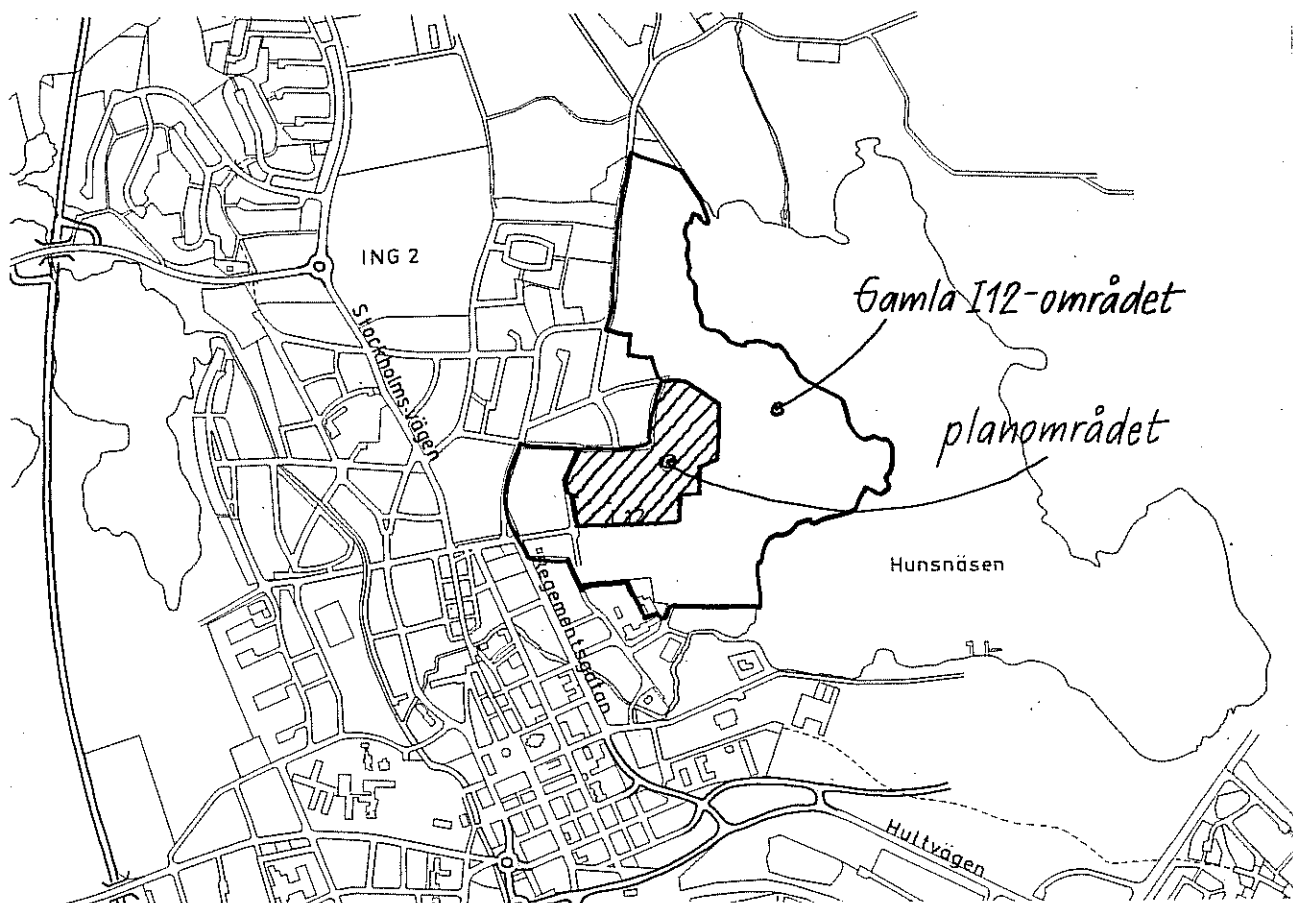 ING 2
Stockholmsvägen
Gamla I12-området
planområdet
Hunsnäsen
Regementsgatan
Hultvägen